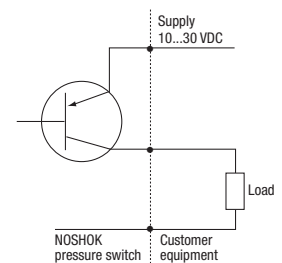 Supply
10...30 VDC
Load
NOSHOK
pressure switch
Customer
equipment